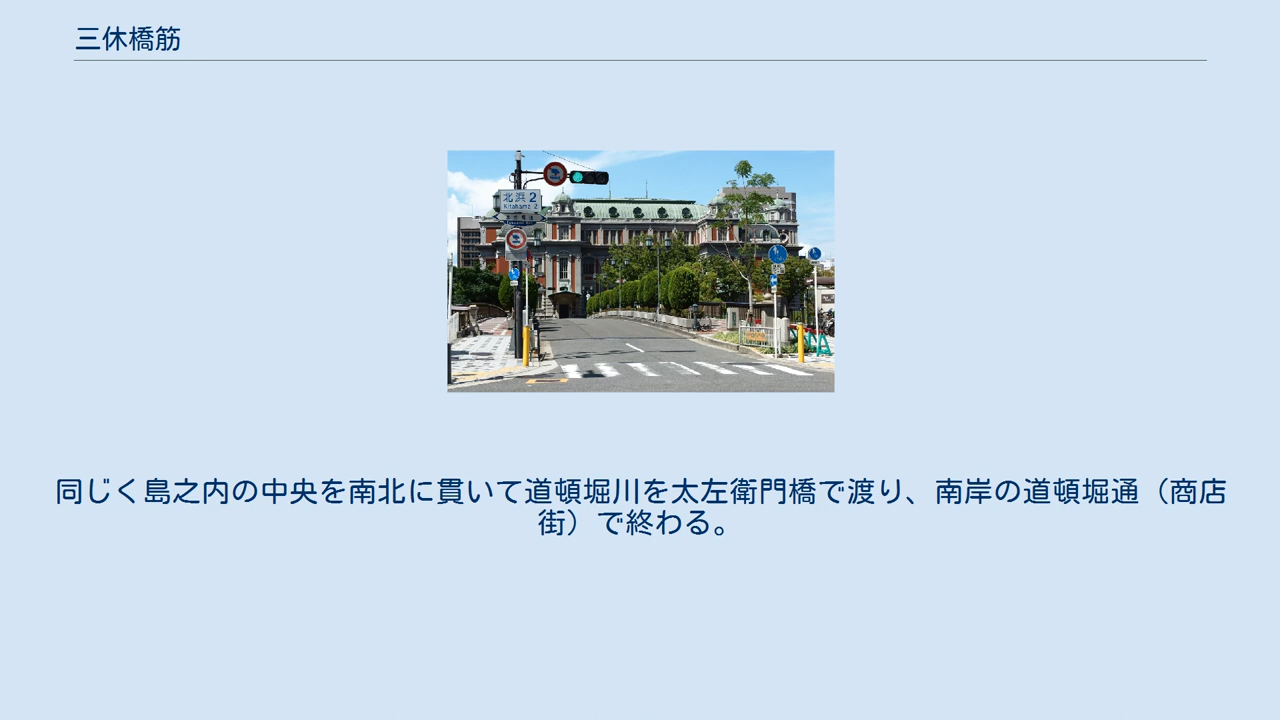 三休橋筋
北浜2
Kitahama 2
同じく島之内の中央を南北に貫いて道頓堀川を太左衛門橋で渡り、南岸の道頓堀通（商店
街）で終わる。